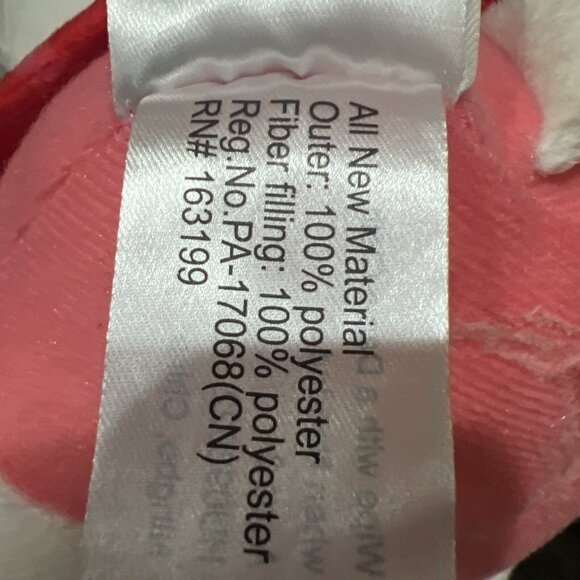 All New Material
Outer: 100% polyester
Fiber filling: 100% polyester
Reg.No.PA-17068(CN)
RN# 163199